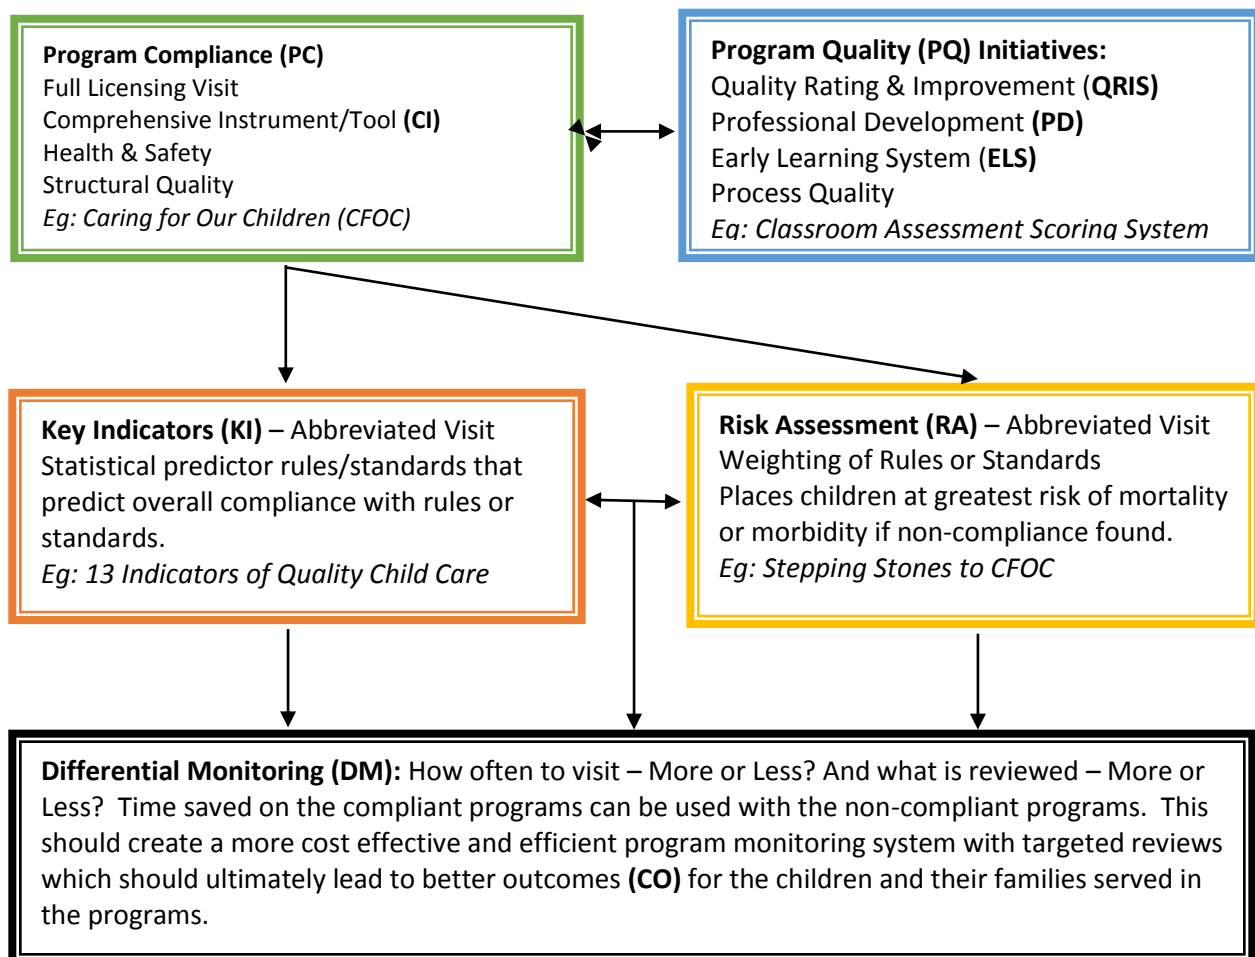 Program Compliance (PC)
Full Licensing Visit
Comprehensive Instrument/Tool (CI)
Health & Safety
Structural Quality
Eg: Caring for Our Children (CFOC)
Program Quality (PQ) Initiatives:
Quality Rating & Improvement (QRIS)
Professional Development (PD)
Early Learning System (ELS)
Process Quality
Eg: Classroom Assessment Scoring System
Key Indicators (KI) – Abbreviated Visit
Statistical predictor rules/standards that
predict overall compliance with rules or
standards.
Eg: 13 Indicators of Quality Child Care
Risk Assessment (RA) – Abbreviated Visit
Weighting of Rules or Standards
Places children at greatest risk of mortality
or morbidity if non-compliance found.
Eg: Stepping Stones to CFOC
Differential Monitoring (DM): How often to visit – More or Less? And what is reviewed – More or
Less?  Time saved on the compliant programs can be used with the non-compliant programs.  This
should create a more cost effective and efficient program monitoring system with targeted reviews
which should ultimately lead to better outcomes (CO) for the children and their families served in
the programs.